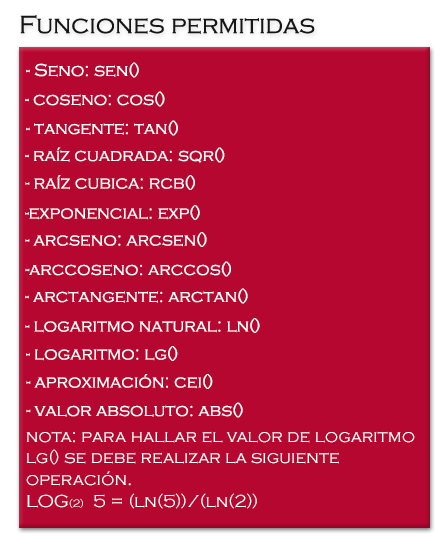 Funciones permitidas
- Seno: sen()
- coseno: cos()
- tangente: tan()
- raíz cuadrada: sqr()
- raíz cubica: rcb()
-exponencial: exp()
- arcseno: arcsen()
-arccoseno: arccos()
- arctangente: arctan()
- logaritmo natural: ln()
- logaritmo: lg()
- aproximación: cei()
- valor absoluto: abs()
nota: para hallar el valor de logaritmo
lg() se debe realizar la siguiente
operación.
LOG(2) 5 = (ln(5))/(ln(2))